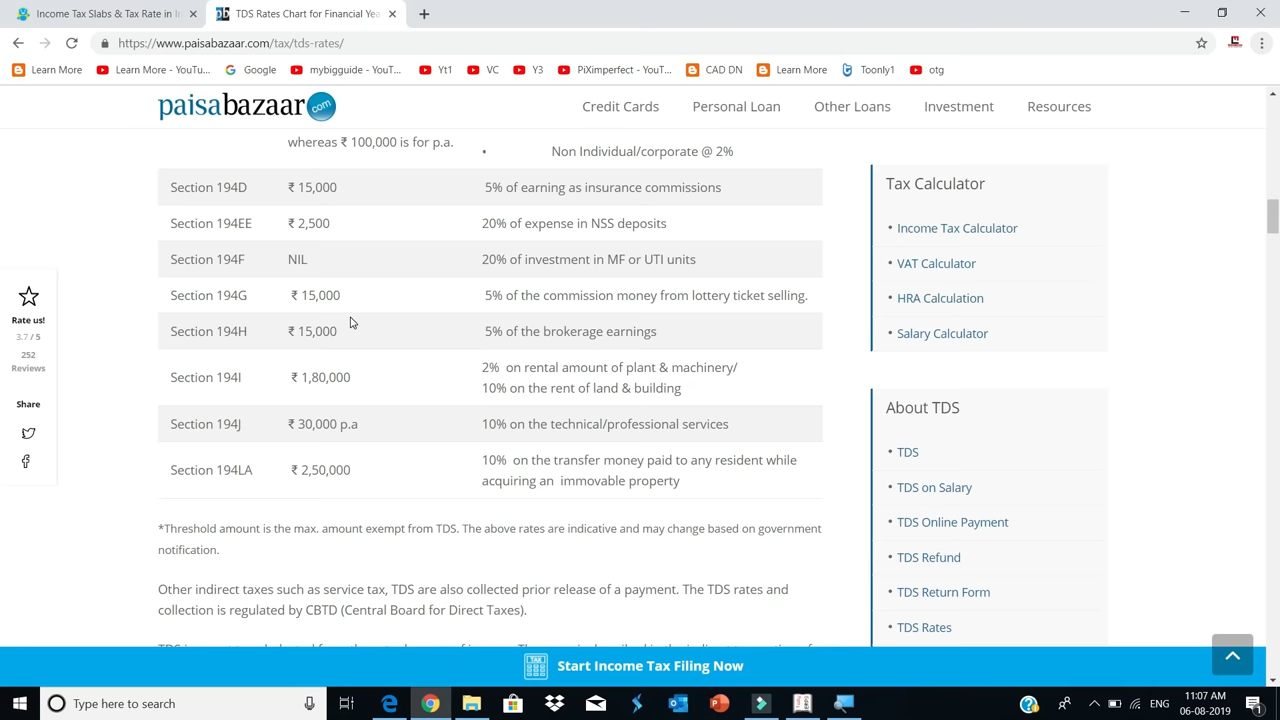 Income Tax Slabs & Tax Rate in I
TDS Rates Chart for Financial Yea
https://www.paisabazaar.com/tax/tds-rates/
Learn More
Learn More - YouTu...
Google
mybigguide - YouT...
Yt1
VC
Y3
PiXimperfect - YouT...
CAD DN
Learn More
Toonly1
otg
paisabazaar.com
Credit Cards
Personal Loan
Other Loans
Investment
Resources
whereas ₹ 100,000 is for p.a.
• Non Individual/corporate @ 2%
Section 194D ₹ 15,000 5% of earning as insurance commissions
Section 194EE ₹ 2,500 20% of expense in NSS deposits
Section 194F NIL 20% of investment in MF or UTI units
Section 194G ₹ 15,000 5% of the commission money from lottery ticket selling.
Section 194H ₹ 15,000 5% of the brokerage earnings
Section 194I ₹ 1,80,000 2% on rental amount of plant & machinery/
10% on the rent of land & building
Section 194J ₹ 30,000 p.a 10% on the technical/professional services
Section 194LA ₹ 2,50,000 10% on the transfer money paid to any resident while
acquiring an immovable property
*Threshold amount is the max. amount exempt from TDS. The above rates are indicative and may change based on government
notification.
Other indirect taxes such as service tax, TDS are also collected prior release of a payment. The TDS rates and
collection is regulated by CBTD (Central Board for Direct Taxes).
Tax Calculator
• Income Tax Calculator
• VAT Calculator
• HRA Calculation
• Salary Calculator
About TDS
• TDS
• TDS on Salary
• TDS Online Payment
• TDS Refund
• TDS Return Form
• TDS Rates
Rate us!
3.7 / 5
252
Reviews
Share
TAX
Start Income Tax Filing Now
Type here to search
ENG
11:07 AM
06-08-2019